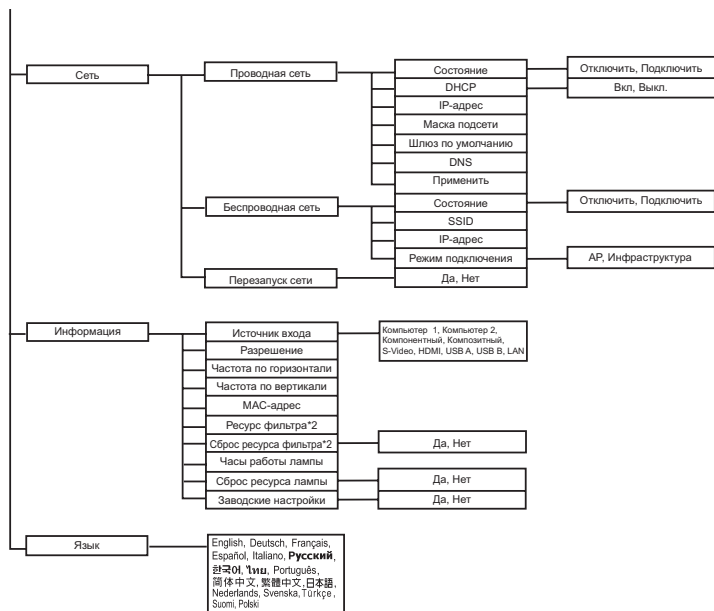 Сеть
Проводная сеть
Состояние
Отключить, Подключить
DHCP
Вкл, Выкл.
IP-адрес
Маска подсети
Шлюз по умолчанию
DNS
Применить
Беспроводная сеть
Состояние
Отключить, Подключить
SSID
IP-адрес
Режим подключения
AP, Инфраструктура
Перезапуск сети
Да, Нет
Информация
Источник входа
Компьютер 1, Компьютер 2,
Компонентный, Композитный,
S-Video, HDMI, USB A, USB B, LAN
Разрешение
Частота по горизонтали
Частота по вертикали
MAC-адрес
Ресурс фильтра*2
Сброс ресурса фильтра*2
Да, Нет
Часы работы лампы
Сброс ресурса лампы
Да, Нет
Заводские настройки
Да, Нет
Язык
English, Deutsch, Français,
Español, Italiano, Русский,
한국어, ไทย, Português,
简体中文, 繁體中文, 日本語,
Nederlands, Svenska, Türkçe,
Suomi, Polski